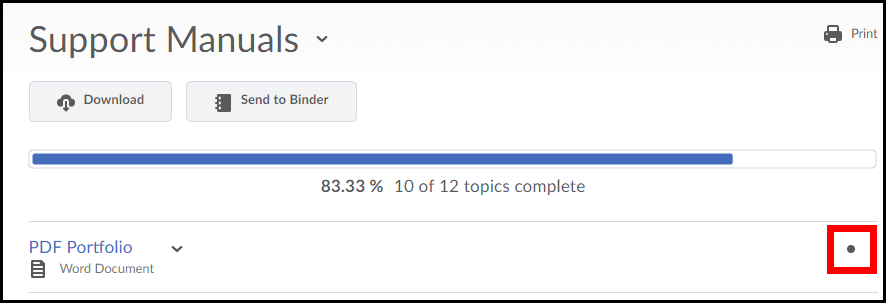 Support Manuals
Print
Download
Send to Binder
83.33 % 10 of 12 topics complete
PDF Portfolio
Word Document